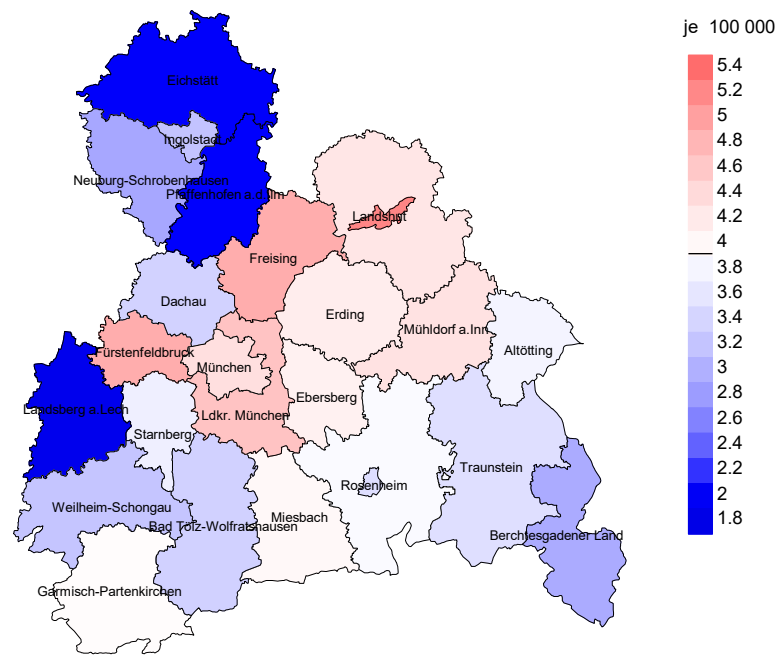 je 100 000
5.4
5.2
5
4.8
4.6
4.4
4.2
4
3.8
3.6
3.4
3.2
3
2.8
2.6
2.4
2.2
2
1.8
Eichstätt
Ingolstadt
Neuburg-Schrobenhausen
Pfaffenhofen a.d.Ilm
Landshut
Freising
Dachau
Erding
Mühldorf a.Inn
Altötting
Fürstenfeldbruck
München
Ebersberg
Landsberg a.Lech
Ldkr. München
Starnberg
Traunstein
Rosenheim
Weilheim-Schongau
Miesbach
Bad Tölz-Wolfratshausen
Berchtesgadener Land
Garmisch-Partenkirchen